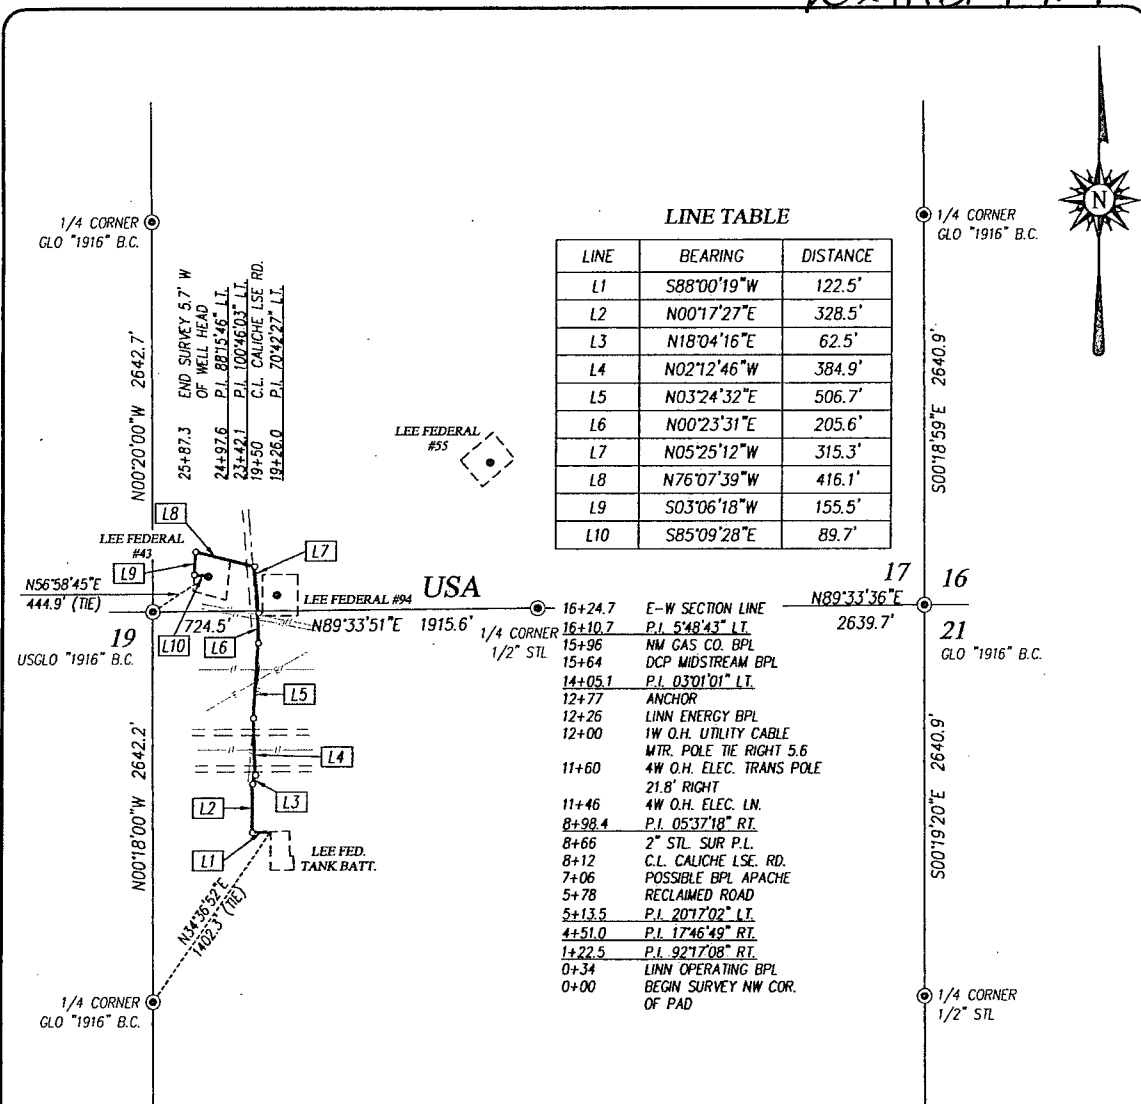 1/4 CORNER
GLO "1916" B.C.
N00°20'00"W 2642.7'
25+87.3 END SURVEY 5.7' W
OF WELL HEAD
24+97.6 P.I. 88°15'46" LT.
23+42.1 P.I. 100°46'03" LT.
19+50 C.L. CALICHE LSE RD.
19+26.0 P.I. 70°42'27" LT.
LINE TABLE
LINE BEARING DISTANCE
L1 S88°00'19"W 122.5'
L2 N00°17'27"E 328.5'
L3 N18°04'16"E 62.5'
L4 N02°12'46"W 384.9'
L5 N03°24'32"E 506.7'
L6 N00°23'31"E 205.6'
L7 N05°25'12"W 315.3'
L8 N76°07'39"W 416.1'
L9 S03°06'18"W 155.5'
L10 S85°09'28"E 89.7'
1/4 CORNER
GLO "1916" B.C.
N
S00°18'59"E 2640.9'
LEE FEDERAL
#55
L8
LEE FEDERAL
#43
L7
L9
N56°58'45"E
444.9' (TIE)
USA
LEE FEDERAL #94
17 16
N89°33'36"E
2639.7'
19
724.5'
N89°33'51"E 1915.6'
1/4 CORNER
1/2" STL
21
GLO "1916" B.C.
USGLO "1916" B.C.
L10
L6
L5
L4
L3
L2
L1
LEE FED.
TANK BATT.
N00°18'00"W 2642.2'
N34°36'52"E
1402.3' (TIE)
16+24.7 E-W SECTION LINE
16+10.7 P.I. 5°48'43" LT.
15+96 NM GAS CO. BPL
15+64 DCP MIDSTREAM BPL
14+05.1 P.I. 03°01'01" LT.
12+77 ANCHOR
12+26 LINN ENERGY BPL
12+00 1W O.H. UTILITY CABLE
MTR. POLE TIE RIGHT 5.6
11+60 4W O.H. ELEC. TRANS POLE
21.8' RIGHT
11+46 4W O.H. ELEC. LN.
8+98.4 P.I. 05°37'18" RT.
8+66 2" STL. SUR P.L.
8+12 C.L. CALICHE LSE. RD.
7+06 POSSIBLE BPL APACHE
5+78 RECLAIMED ROAD
5+13.5 P.I. 20°17'02" LT.
4+51.0 P.I. 17°46'49" RT.
1+22.5 P.I. 92°17'08" RT.
0+34 LINN OPERATING BPL
0+00 BEGIN SURVEY NW COR.
OF PAD
S00°19'20"E 2640.9'
1/4 CORNER
GLO "1916" B.C.
1/4 CORNER
1/2" STL